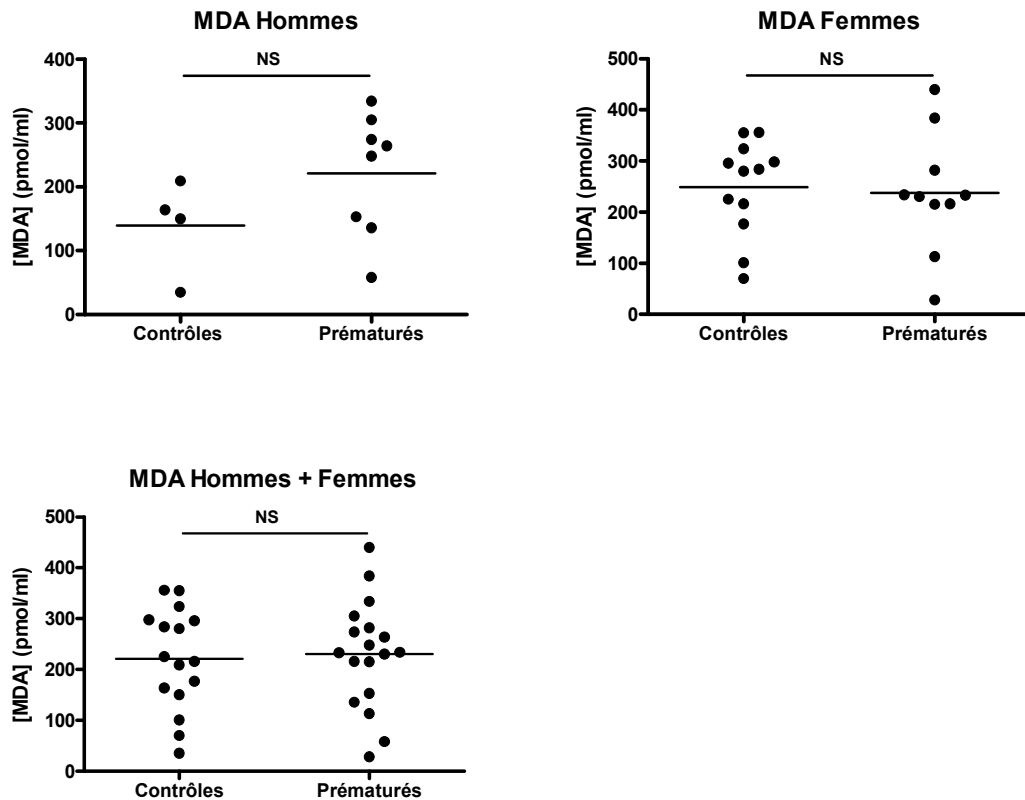 MDA Hommes
NS
[MDA] (pmol/ml)
400
300
200
100
0
Contrôles
Prématurés
MDA Femmes
NS
[MDA] (pmol/ml)
500
400
300
200
100
0
Contrôles
Prématurés
MDA Hommes + Femmes
NS
[MDA] (pmol/ml)
500
400
300
200
100
0
Contrôles
Prématurés